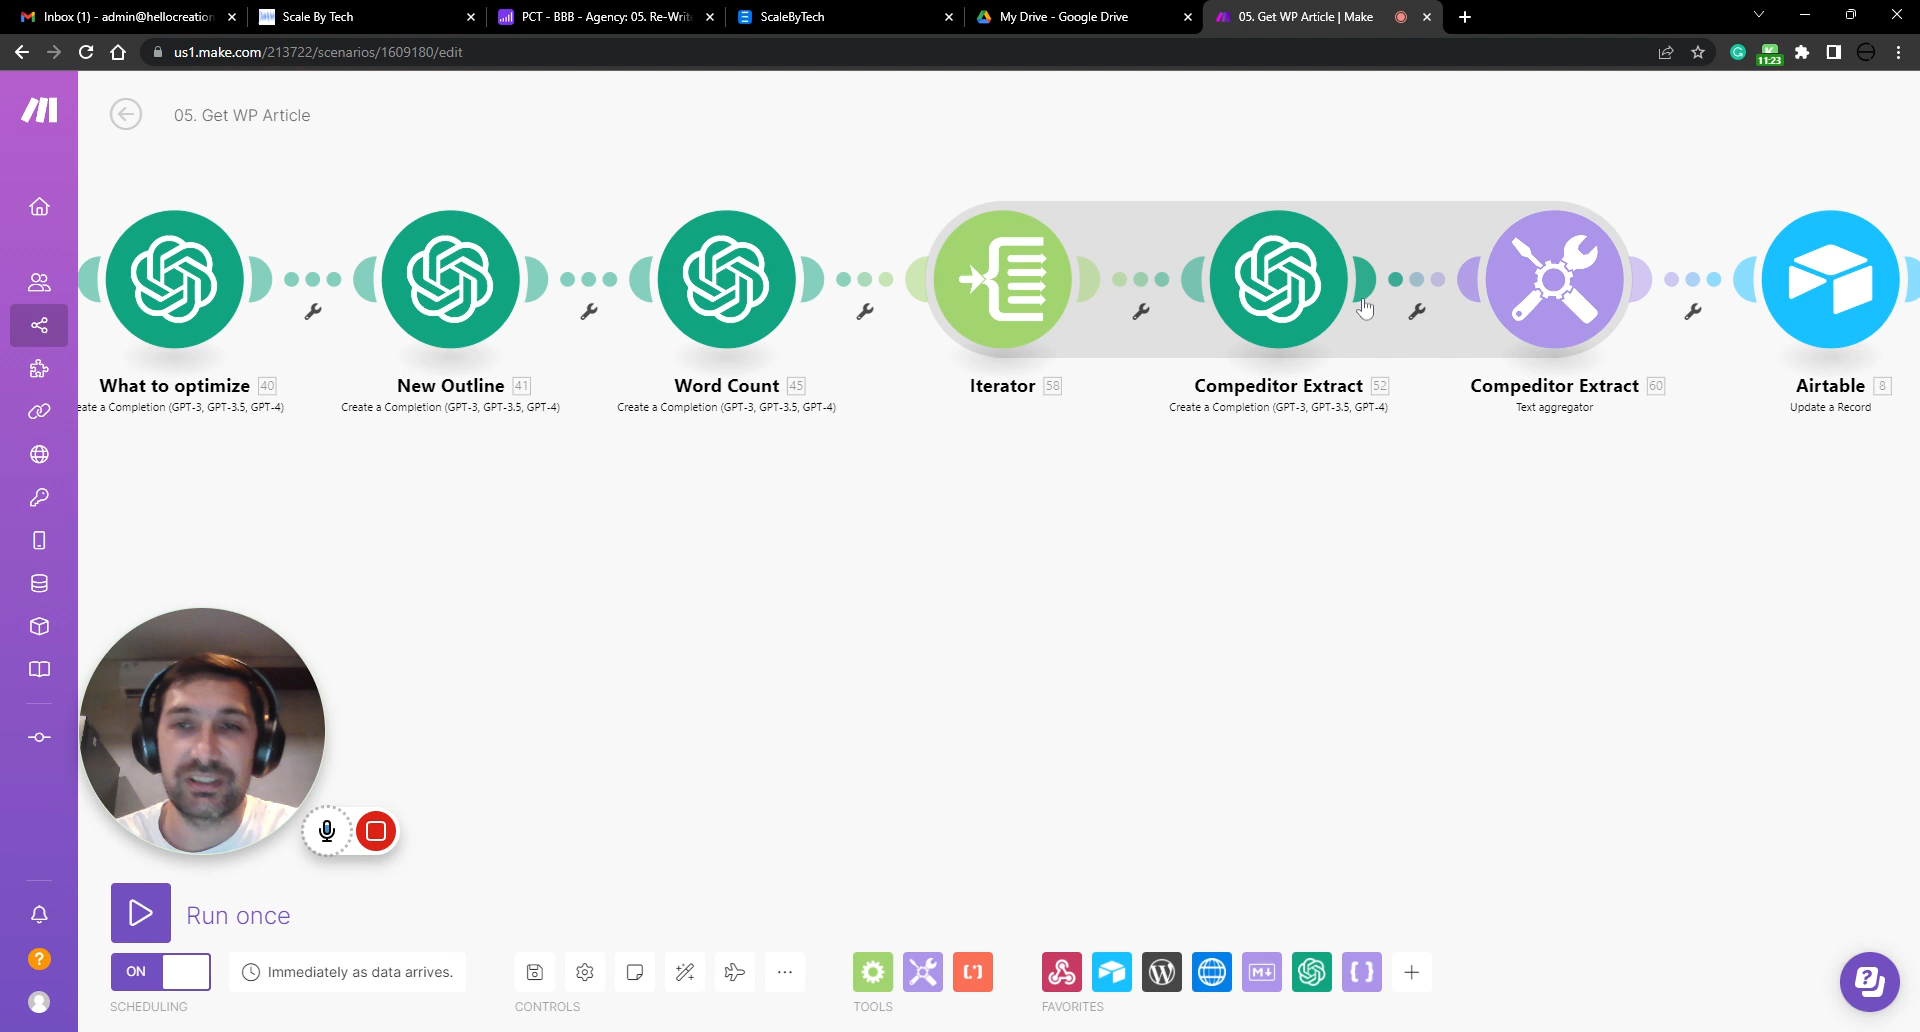 Inbox (1) - admin@hellocreation
Scale By Tech
PCT - BBB - Agency: 05. Re-Writ
ScaleByTech
My Drive - Google Drive
05. Get WP Article | Make
us1.make.com/213722/scenarios/1609180/edit
11:23
05. Get WP Article
What to optimize 40
eate a Completion (GPT-3, GPT-3.5, GPT-4)
New Outline 41
Create a Completion (GPT-3, GPT-3.5, GPT-4)
Word Count 45
Create a Completion (GPT-3, GPT-3.5, GPT-4)
Iterator 58
Compeditor Extract 52
Create a Completion (GPT-3, GPT-3.5, GPT-4)
Compeditor Extract 60
Text aggregator
Airtable 8
Update a Record
Run once
ON
Immediately as data arrives.
SCHEDULING
CONTROLS
TOOLS
FAVORITES